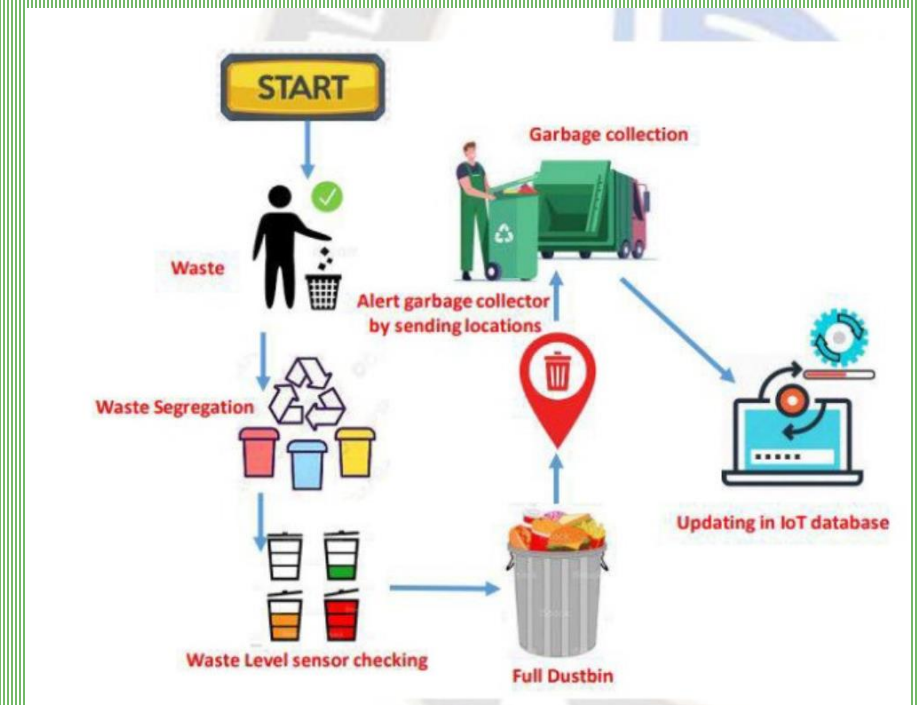 START
Waste
Waste Segregation
Waste Level sensor checking
Full Dustbin
Alert garbage collector
by sending locations
Garbage collection
Updating in IoT database